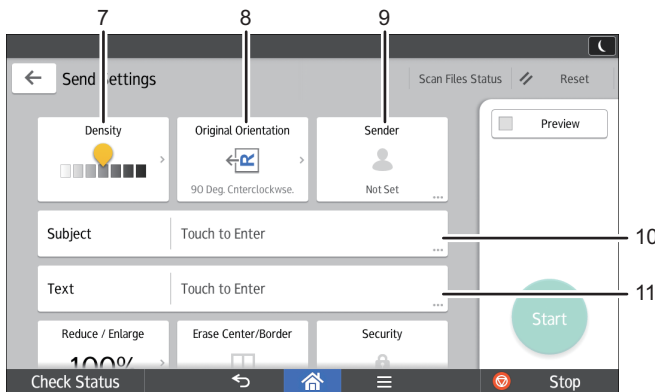 7 8 9
Send Settings Scan Files Status Reset
Density Original Orientation Sender Preview
R
90 Deg. Cnterclockwse. Not Set
Subject Touch to Enter 10
Text Touch to Enter 11
Start
Reduce / Enlarge Erase Center/Border Security
100%
Check Status Stop